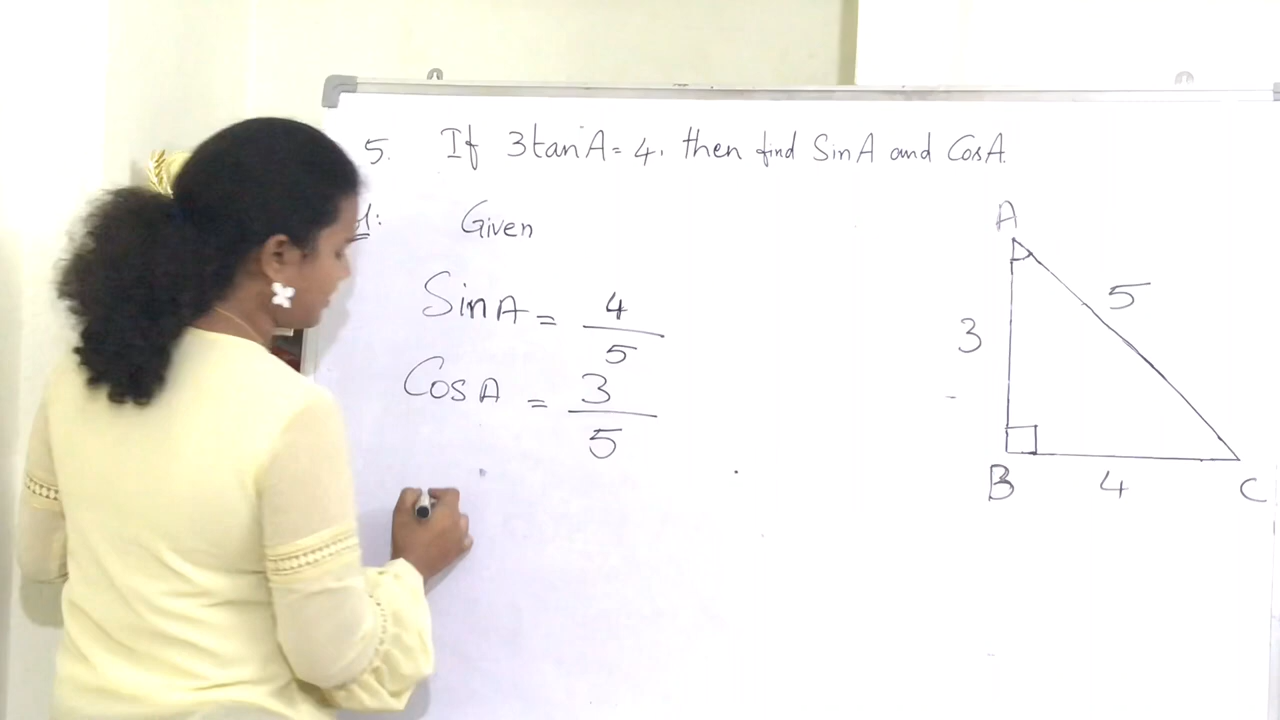 5. If 3tanA = 4, then find SinA and CosA.
Given
SinA = 4/5
CosA = 3/5
A
3
5
B
4
C